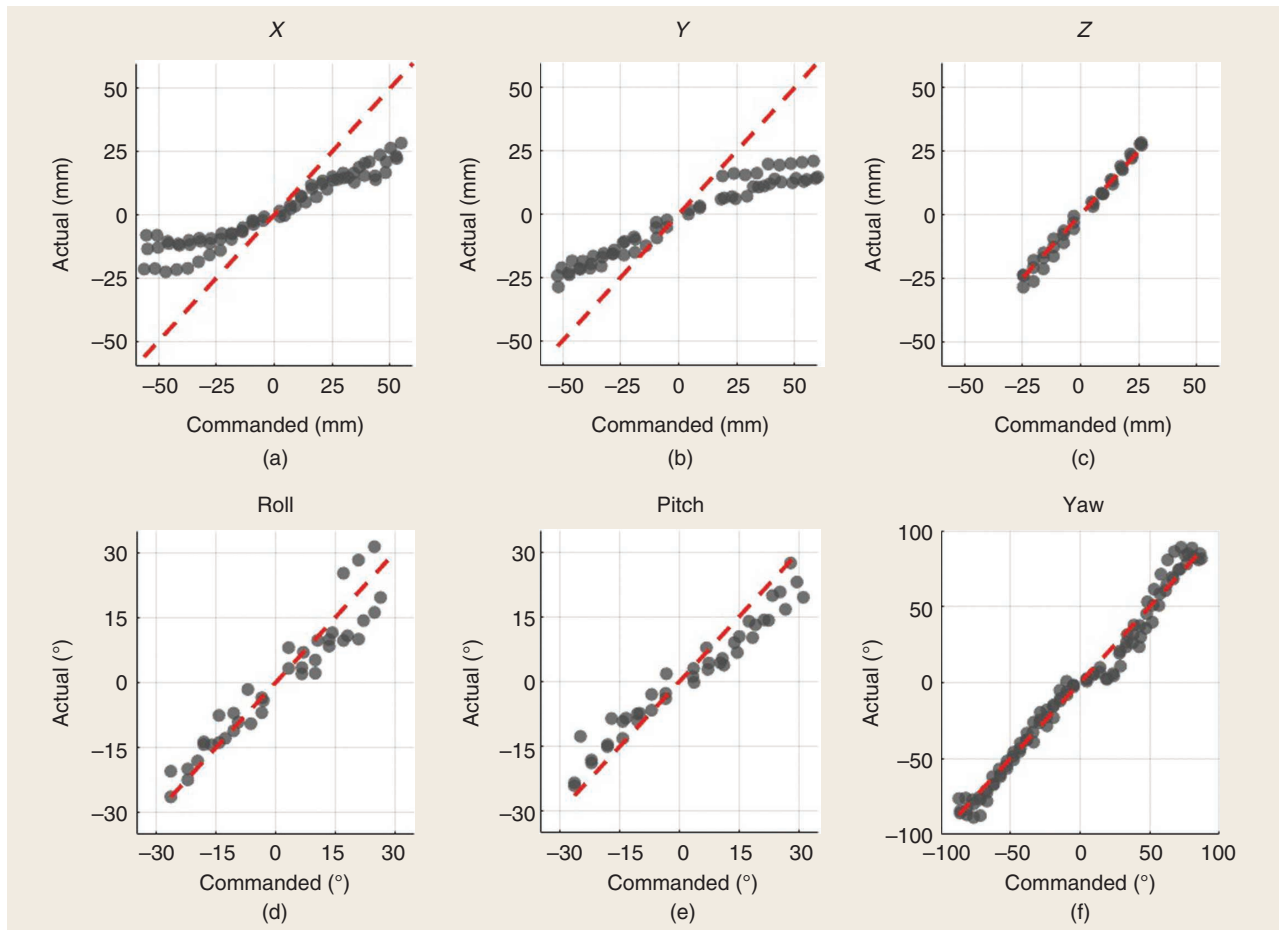 X
Y
Z
50
25
0
–25
–50
Actual (mm)
–50 –25 0 25 50
Commanded (mm)
(a)
50
25
0
–25
–50
Actual (mm)
–50 –25 0 25 50
Commanded (mm)
(b)
50
25
0
–25
–50
Actual (mm)
–50 –25 0 25 50
Commanded (mm)
(c)
Roll
30
15
0
–15
–30
Actual (°)
–30 –15 0 15 30
Commanded (°)
(d)
Pitch
30
15
0
–15
–30
Actual (°)
–30 –15 0 15 30
Commanded (°)
(e)
Yaw
100
50
0
–50
–100
Actual (°)
–100 –50 0 50 100
Commanded (°)
(f)